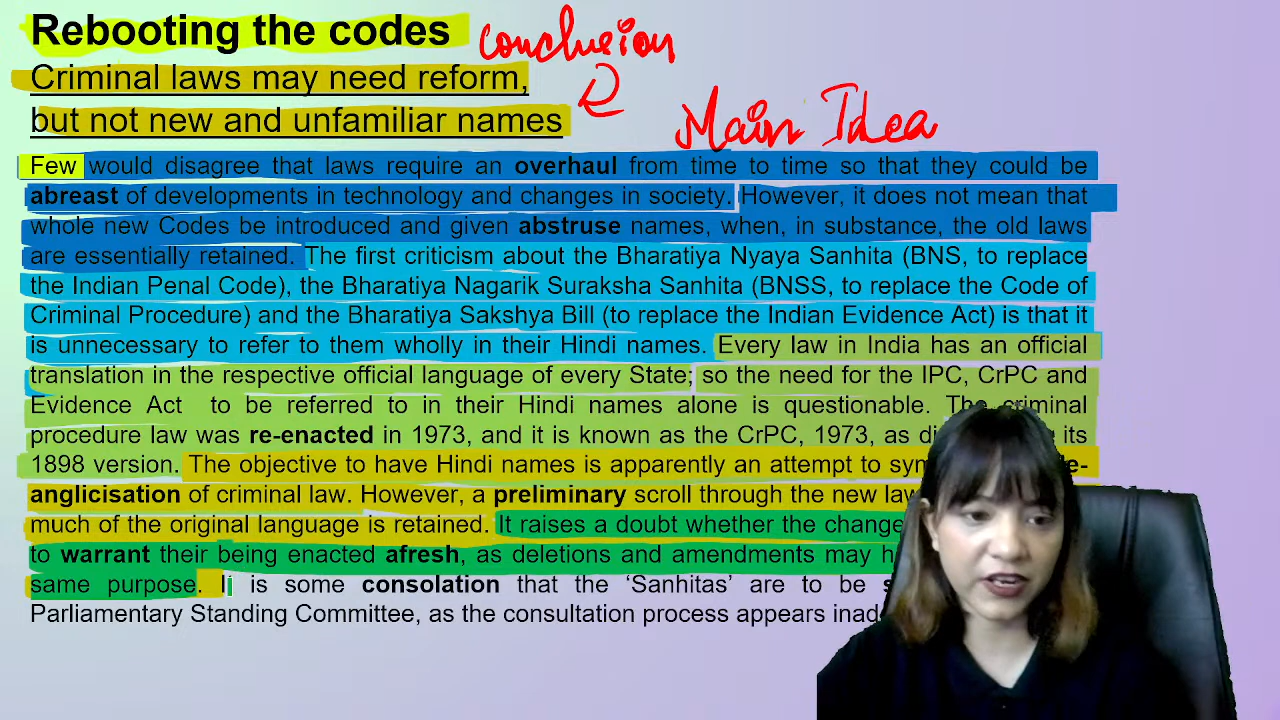 Rebooting the codes
conclusion
Criminal laws may need reform,
but not new and unfamiliar names
Main Idea
Few would disagree that laws require an overhaul from time to time so that they could be
abreast of developments in technology and changes in society. However, it does not mean that
whole new Codes be introduced and given abstruse names, when, in substance, the old laws
are essentially retained. The first criticism about the Bharatiya Nyaya Sanhita (BNS, to replace
the Indian Penal Code), the Bharatiya Nagarik Suraksha Sanhita (BNSS, to replace the Code of
Criminal Procedure) and the Bharatiya Sakshya Bill (to replace the Indian Evidence Act) is that it
is unnecessary to refer to them wholly in their Hindi names. Every law in India has an official
translation in the respective official language of every State; so the need for the IPC, CrPC and
Evidence Act to be referred to in their Hindi names alone is questionable. The criminal
procedure law was re-enacted in 1973, and it is known as the CrPC, 1973, as its
1898 version. The objective to have Hindi names is apparently an attempt to
anglicisation of criminal law. However, a preliminary scroll through the new
much of the original language is retained. It raises a doubt whether the
to warrant their being enacted afresh, as deletions and amendments may
same purpose. is some consolation that the ‘Sanhitas’ are to be
Parliamentary Standing Committee, as the consultation process appears